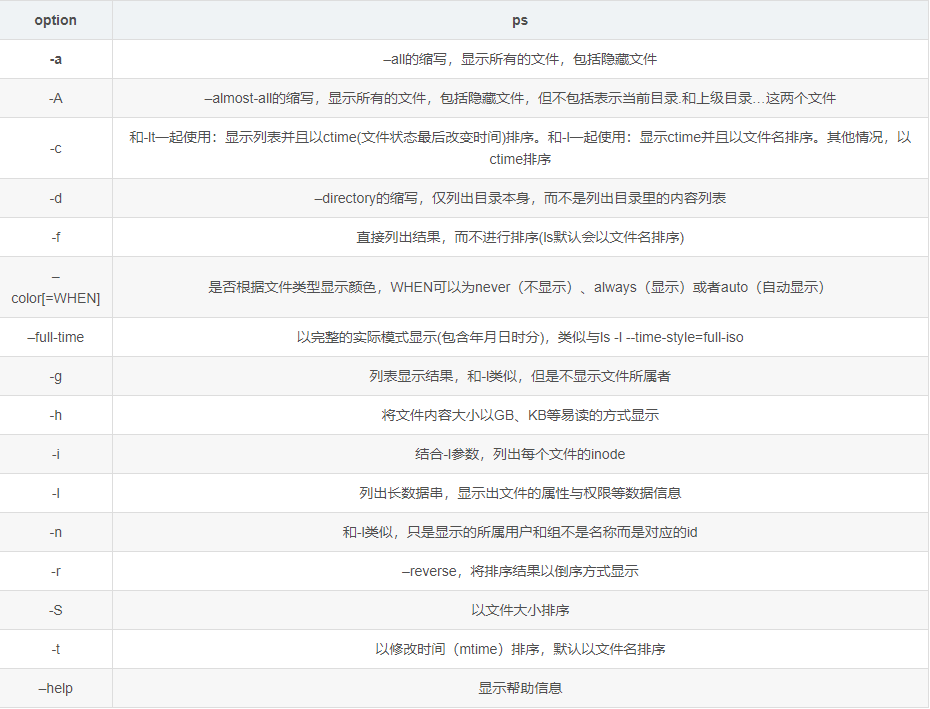 option ps
-a –all的缩写，显示所有的文件，包括隐藏文件
-A –almost-all的缩写，显示所有的文件，包括隐藏文件，但不包括表示当前目录.和上级目录…这两个文件
-c 和-lt一起使用：显示列表并且以ctime(文件状态最后改变时间)排序。和-l一起使用：显示ctime并且以文件名排序。其他情况，以
ctime排序
-d –directory的缩写，仅列出目录本身，而不是列出目录里的内容列表
-f 直接列出结果，而不进行排序(ls默认会以文件名排序)
–
color[=WHEN] 是否根据文件类型显示颜色，WHEN可以为never（不显示）、always（显示）或者auto（自动显示）
–full-time 以完整的实际模式显示(包含年月日时分)，类似与ls -l --time-style=full-iso
-g 列表显示结果，和-l类似，但是不显示文件所属者
-h 将文件内容大小以GB、KB等易读的方式显示
-i 结合-l参数，列出每个文件的inode
-l 列出长数据串，显示出文件的属性与权限等数据信息
-n 和-l类似，只是显示的所属用户和组不是名称而是对应的id
-r –reverse，将排序结果以倒序方式显示
-S 以文件大小排序
-t 以修改时间（mtime）排序，默认以文件名排序
–help 显示帮助信息